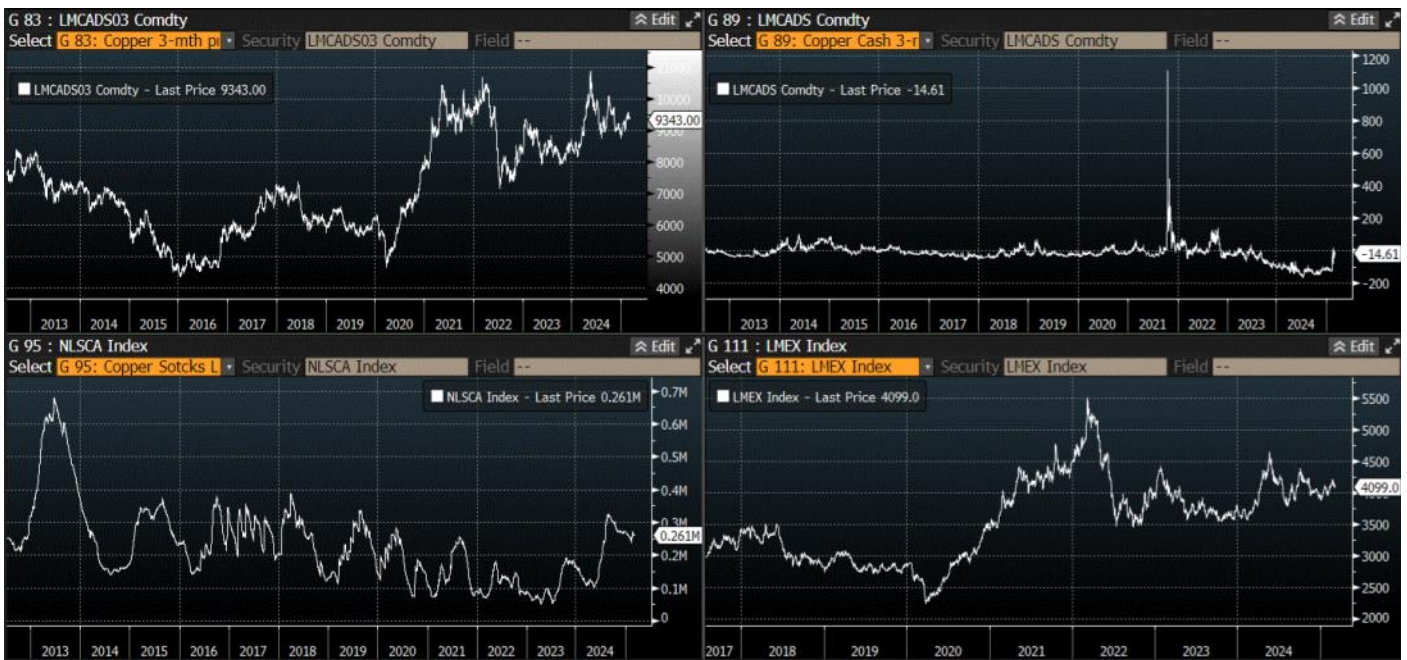 G 83 : LMCADS03 Comdty
Edit
Select G 83: Copper 3-mth p Security LMCADS03 Comdty Field --
LMCADS03 Comdty - Last Price 9343.00
11000
10000
9343.00
9000
8000
7000
6000
5000
4000
2013 2014 2015 2016 2017 2018 2019 2020 2021 2022 2023 2024
G 89 : LMCADS Comdty
Edit
Select G 89: Copper Cash 3-r Security LMCADS Comdty Field --
LMCADS Comdty - Last Price -14.61
1200
1000
800
600
400
200
-14.61
-200
2013 2014 2015 2016 2017 2018 2019 2020 2021 2022 2023 2024
G 95 : NLSCA Index
Edit
Select G 95: Copper Sotcks L Security NLSCA Index Field --
NLSCA Index - Last Price 0.261M
0.7M
0.6M
0.5M
0.4M
0.3M
0.261M
0.2M
0.1M
0
2013 2014 2015 2016 2017 2018 2019 2020 2021 2022 2023 2024
G 111 : LMEX Index
Edit
Select G 111: LMEX Index Security LMEX Index Field --
LMEX Index - Last Price 4099.0
5500
5000
4500
4099.0
3500
3000
2500
2000
2017 2018 2019 2020 2021 2022 2023 2024